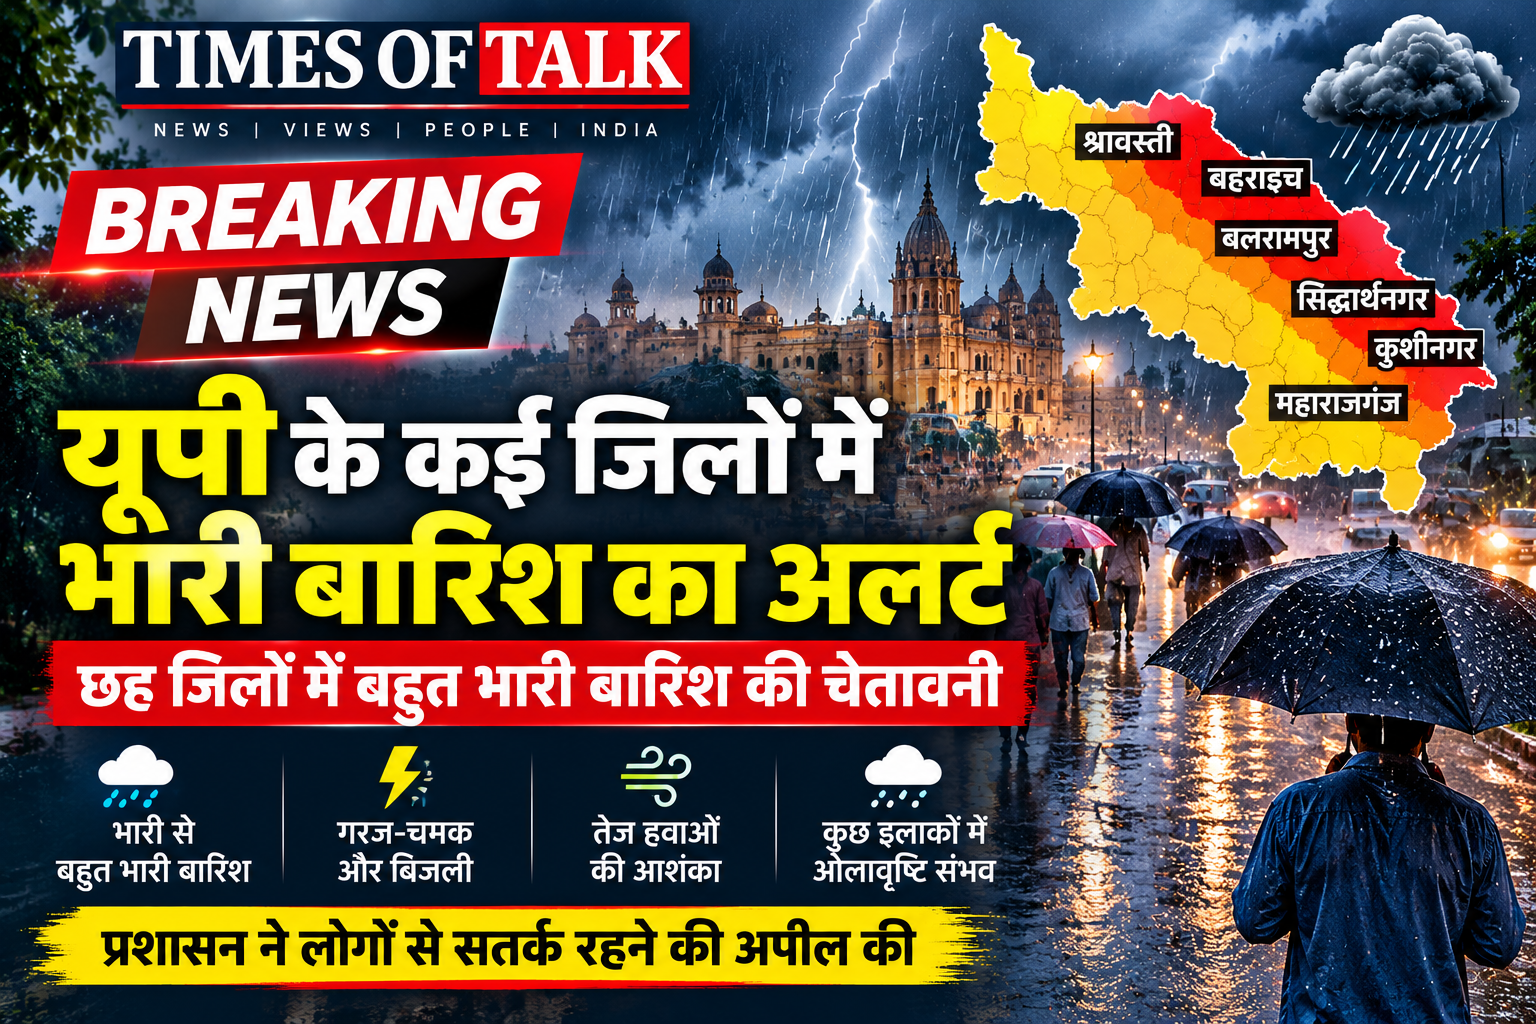 TIMES OF TALK
NEWS | VIEWS | PEOPLE | INDIA
BREAKING
NEWS
यूपी के कई जिलों में
भारी बारिश का अलर्ट
छह जिलों में बहुत भारी बारिश की चेतावनी
भारी से
बहुत भारी बारिश
गरज-चमक
और बिजली
तेज हवाओं
की आशंका
कुछ इलाकों में
ओलावृष्टि संभव
प्रशासन ने लोगों से सतर्क रहने की अपील की
श्रावस्ती
बहराइच
बलरामपुर
सिद्धार्थनगर
कुशीनगर
महाराजगंज